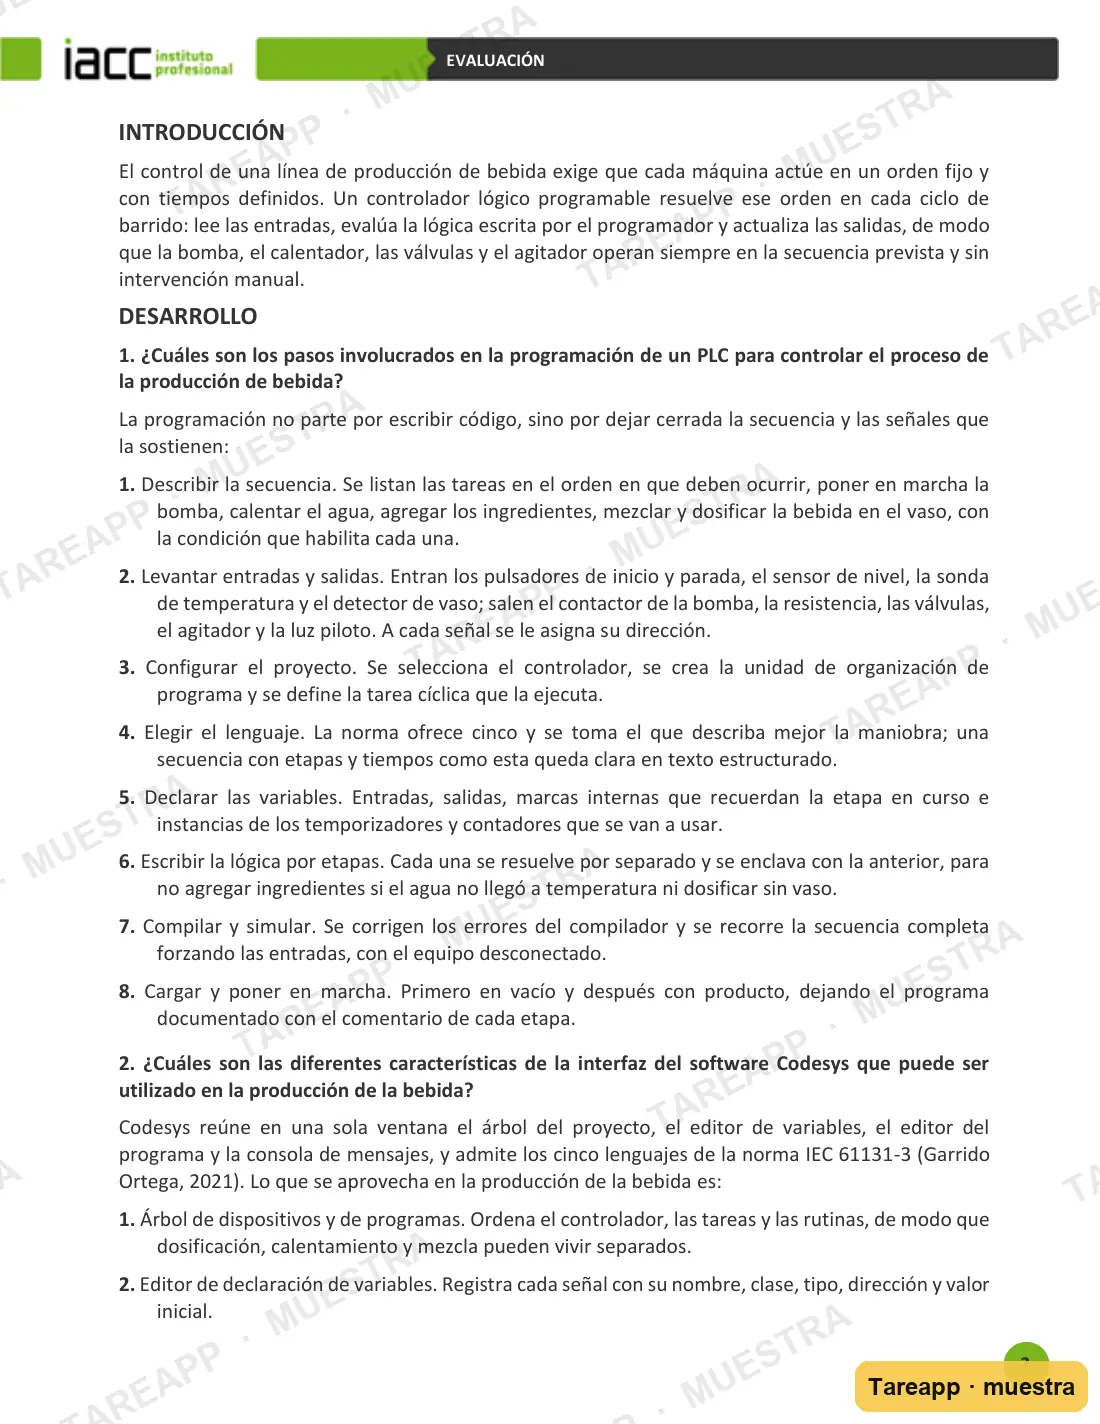 iacc instituto profesional
EVALUACIÓN
INTRODUCCIÓN
El control de una línea de producción de bebida exige que cada máquina actúe en un orden fijo y
con tiempos definidos. Un controlador lógico programable resuelve ese orden en cada ciclo de
barrido: lee las entradas, evalúa la lógica escrita por el programador y actualiza las salidas, de modo
que la bomba, el calentador, las válvulas y el agitador operan siempre en la secuencia prevista y sin
intervención manual.
DESARROLLO
1. ¿Cuáles son los pasos involucrados en la programación de un PLC para controlar el proceso de
la producción de bebida?
La programación no parte por escribir código, sino por dejar cerrada la secuencia y las señales que
la sostienen:
1. Describir la secuencia. Se listan las tareas en el orden en que deben ocurrir, poner en marcha la
bomba, calentar el agua, agregar los ingredientes, mezclar y dosificar la bebida en el vaso, con
la condición que habilita cada una.
2. Levantar entradas y salidas. Entran los pulsadores de inicio y parada, el sensor de nivel, la sonda
de temperatura y el detector de vaso; salen el contactor de la bomba, la resistencia, las válvulas,
el agitador y la luz piloto. A cada señal se le asigna su dirección.
3. Configurar el proyecto. Se selecciona el controlador, se crea la unidad de organización de
programa y se define la tarea cíclica que la ejecuta.
4. Elegir el lenguaje. La norma ofrece cinco y se toma el que describa mejor la maniobra; una
secuencia con etapas y tiempos como esta queda clara en texto estructurado.
5. Declarar las variables. Entradas, salidas, marcas internas que recuerdan la etapa en curso e
instancias de los temporizadores y contadores que se van a usar.
6. Escribir la lógica por etapas. Cada una se resuelve por separado y se enclava con la anterior, para
no agregar ingredientes si el agua no llegó a temperatura ni dosificar sin vaso.
7. Compilar y simular. Se corrigen los errores del compilador y se recorre la secuencia completa
forzando las entradas, con el equipo desconectado.
8. Cargar y poner en marcha. Primero en vacío y después con producto, dejando el programa
documentado con el comentario de cada etapa.
2. ¿Cuáles son las diferentes características de la interfaz del software Codesys que puede ser
utilizado en la producción de la bebida?
Codesys reúne en una sola ventana el árbol del proyecto, el editor de variables, el editor del
programa y la consola de mensajes, y admite los cinco lenguajes de la norma IEC 61131-3 (Garrido
Ortega, 2021). Lo que se aprovecha en la producción de la bebida es:
1. Árbol de dispositivos y de programas. Ordena el controlador, las tareas y las rutinas, de modo que
dosificación, calentamiento y mezcla pueden vivir separados.
2. Editor de declaración de variables. Registra cada señal con su nombre, clase, tipo, dirección y valor
inicial.
Tareapp · muestra
TAREAPP · MUESTRA